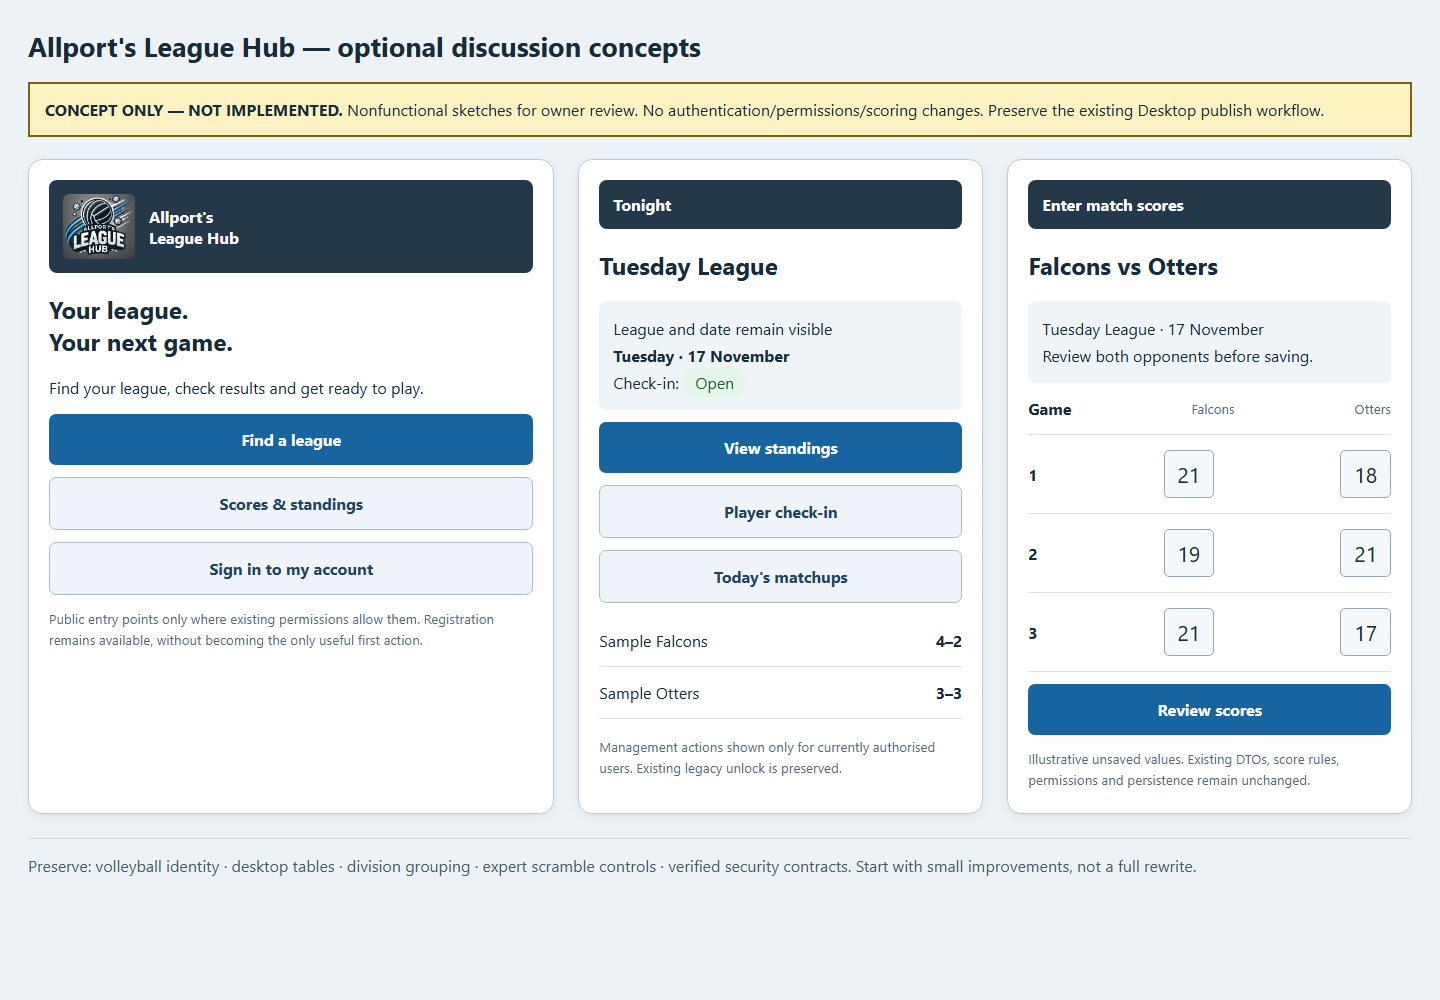 Allport's League Hub — optional discussion concepts
CONCEPT ONLY — NOT IMPLEMENTED. Nonfunctional sketches for owner review. No authentication/permissions/scoring changes. Preserve the existing Desktop publish workflow.
ALLPORT'S
LEAGUE
HUB
Allport's
League Hub
Your league.
Your next game.
Find your league, check results and get ready to play.
Find a league
Scores & standings
Sign in to my account
Public entry points only where existing permissions allow them. Registration
remains available, without becoming the only useful first action.
Tonight
Tuesday League
League and date remain visible
Tuesday · 17 November
Check-in: Open
View standings
Player check-in
Today's matchups
Sample Falcons 4–2
Sample Otters 3–3
Management actions shown only for currently authorised
users. Existing legacy unlock is preserved.
Enter match scores
Falcons vs Otters
Tuesday League · 17 November
Review both opponents before saving.
Game Falcons Otters
1 21 18
2 19 21
3 21 17
Review scores
Illustrative unsaved values. Existing DTOs, score rules,
permissions and persistence remain unchanged.
Preserve: volleyball identity · desktop tables · division grouping · expert scramble controls · verified security contracts. Start with small improvements, not a full rewrite.